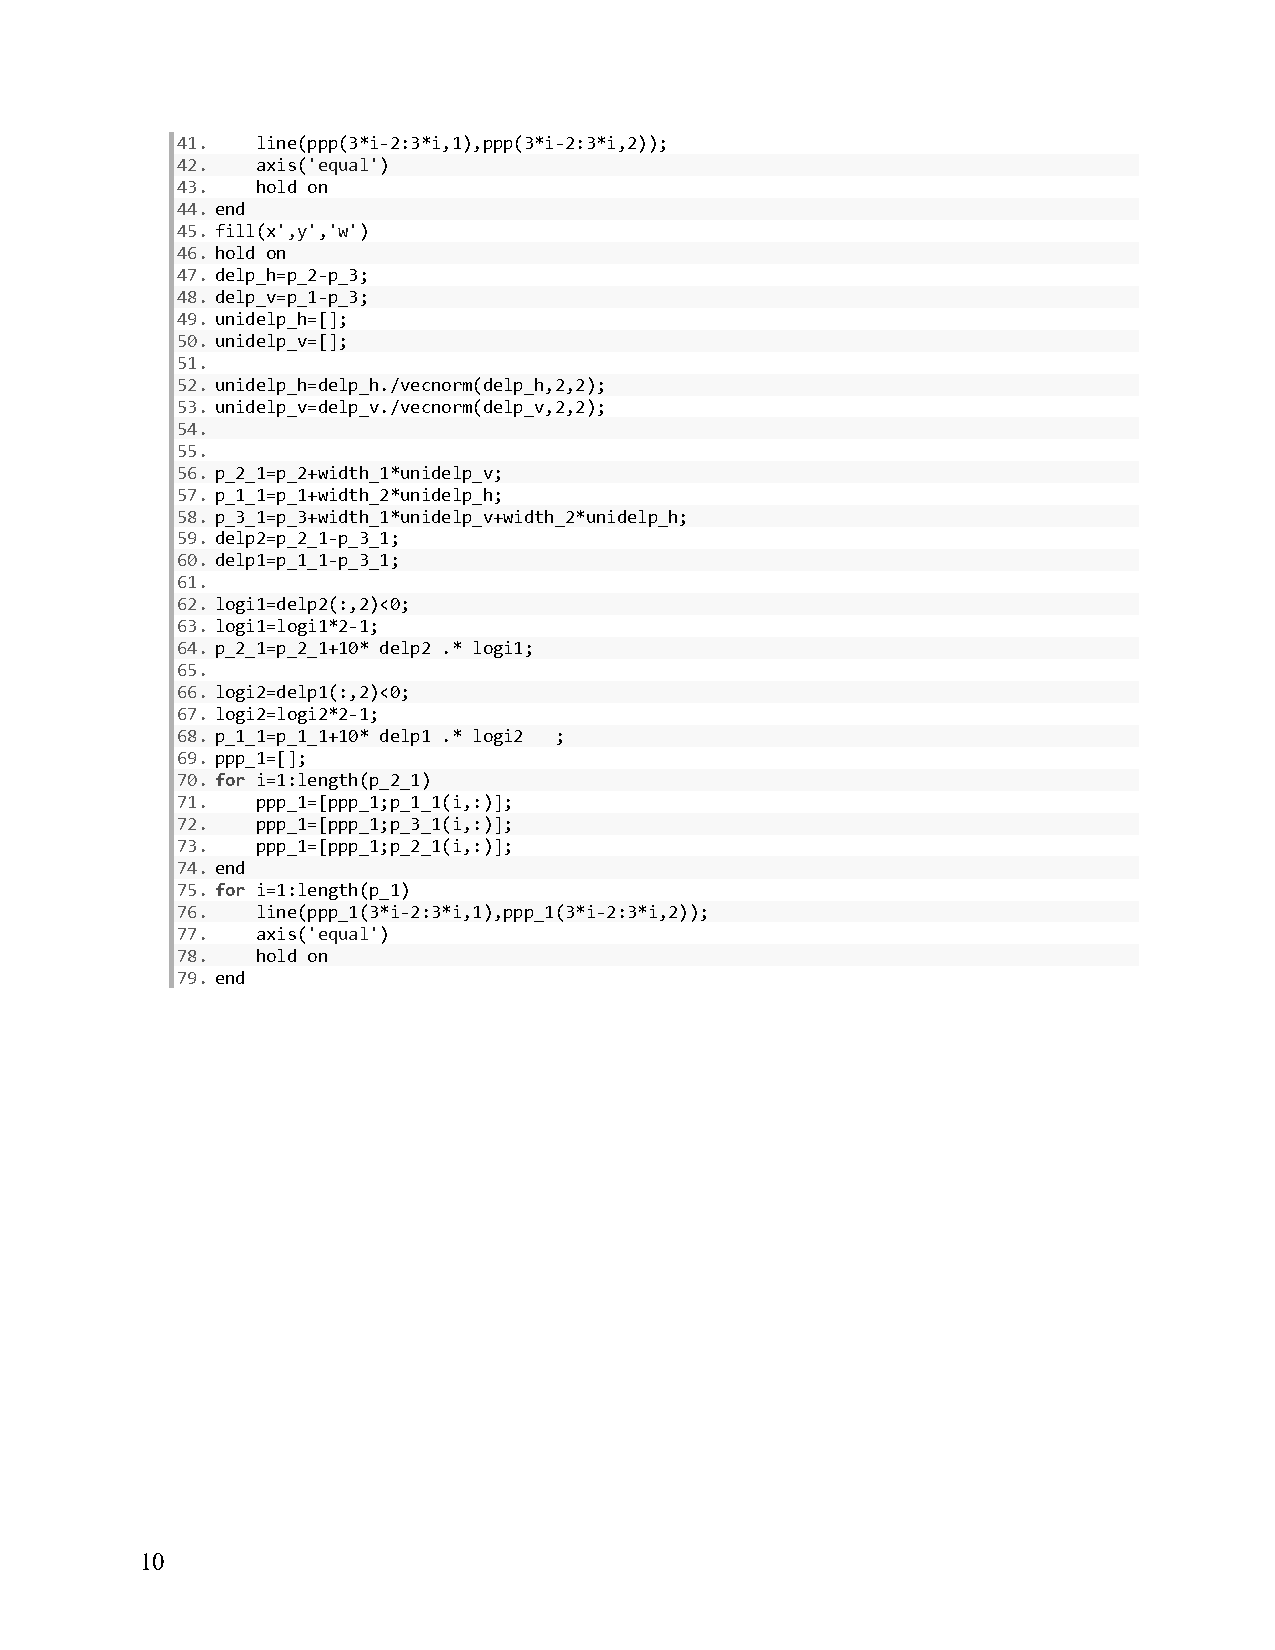 41.     line(ppp(3*i-2:3*i,1),ppp(3*i-2:3*i,2));
42.     axis('equal')
43.     hold on
44. end
45. fill(x',y','w')
46. hold on
47. delp_h=p_2-p_3;
48. delp_v=p_1-p_3;
49. unidelp_h=[];
50. unidelp_v=[];
51.
52. unidelp_h=delp_h./vecnorm(delp_h,2,2);
53. unidelp_v=delp_v./vecnorm(delp_v,2,2);
54.
55.
56. p_2_1=p_2+width_1*unidelp_v;
57. p_1_1=p_1+width_2*unidelp_h;
58. p_3_1=p_3+width_1*unidelp_v+width_2*unidelp_h;
59. delp2=p_2_1-p_3_1;
60. delp1=p_1_1-p_3_1;
61.
62. logi1=delp2(:,2)<0;
63. logi1=logi1*2-1;
64. p_2_1=p_2_1+10* delp2 .* logi1;
65.
66. logi2=delp1(:,2)<0;
67. logi2=logi2*2-1;
68. p_1_1=p_1_1+10* delp1 .* logi2   ;
69. ppp_1=[];
70. for i=1:length(p_2_1)
71.     ppp_1=[ppp_1;p_1_1(i,:)];
72.     ppp_1=[ppp_1;p_3_1(i,:)];
73.     ppp_1=[ppp_1;p_2_1(i,:)];
74. end
75. for i=1:length(p_1)
76.     line(ppp_1(3*i-2:3*i,1),ppp_1(3*i-2:3*i,2));
77.     axis('equal')
78.     hold on
79. end
10